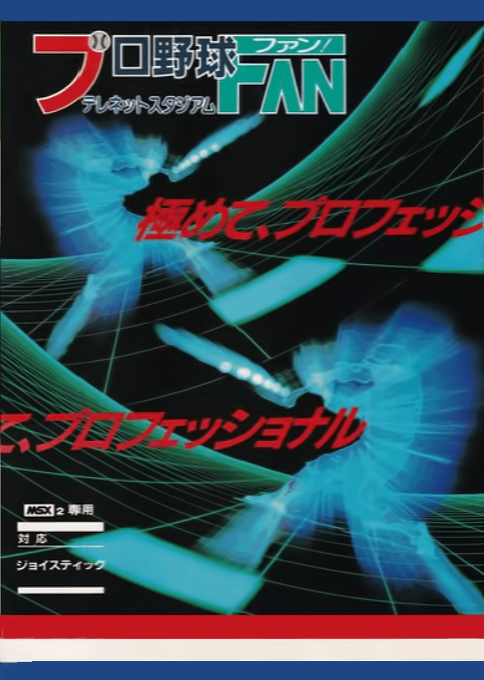 プロ野球ファン!
FAN
テレネットスタジアム
極めて、プロフェッシ
て、プロフェッショナル
MSX2専用
対応
ジョイスティック